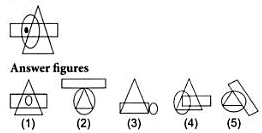 Answer figures
(1) (2) (3) (4) (5)